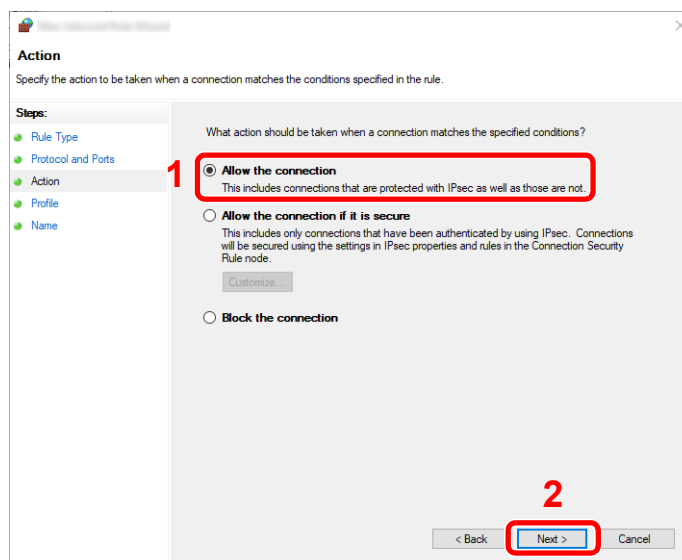 Action
Specify the action to be taken when a connection matches the conditions specified in the rule.
Steps:
Rule Type
Protocol and Ports
Action
Profile
Name
What action should be taken when a connection matches the specified conditions?
1
Allow the connection
This includes connections that are protected with IPsec as well as those are not.
Allow the connection if it is secure
This includes only connections that have been authenticated by using IPsec. Connections
will be secured using the settings in IPsec properties and rules in the Connection Security
Rule node.
Customize...
Block the connection
2
< Back
Next >
Cancel